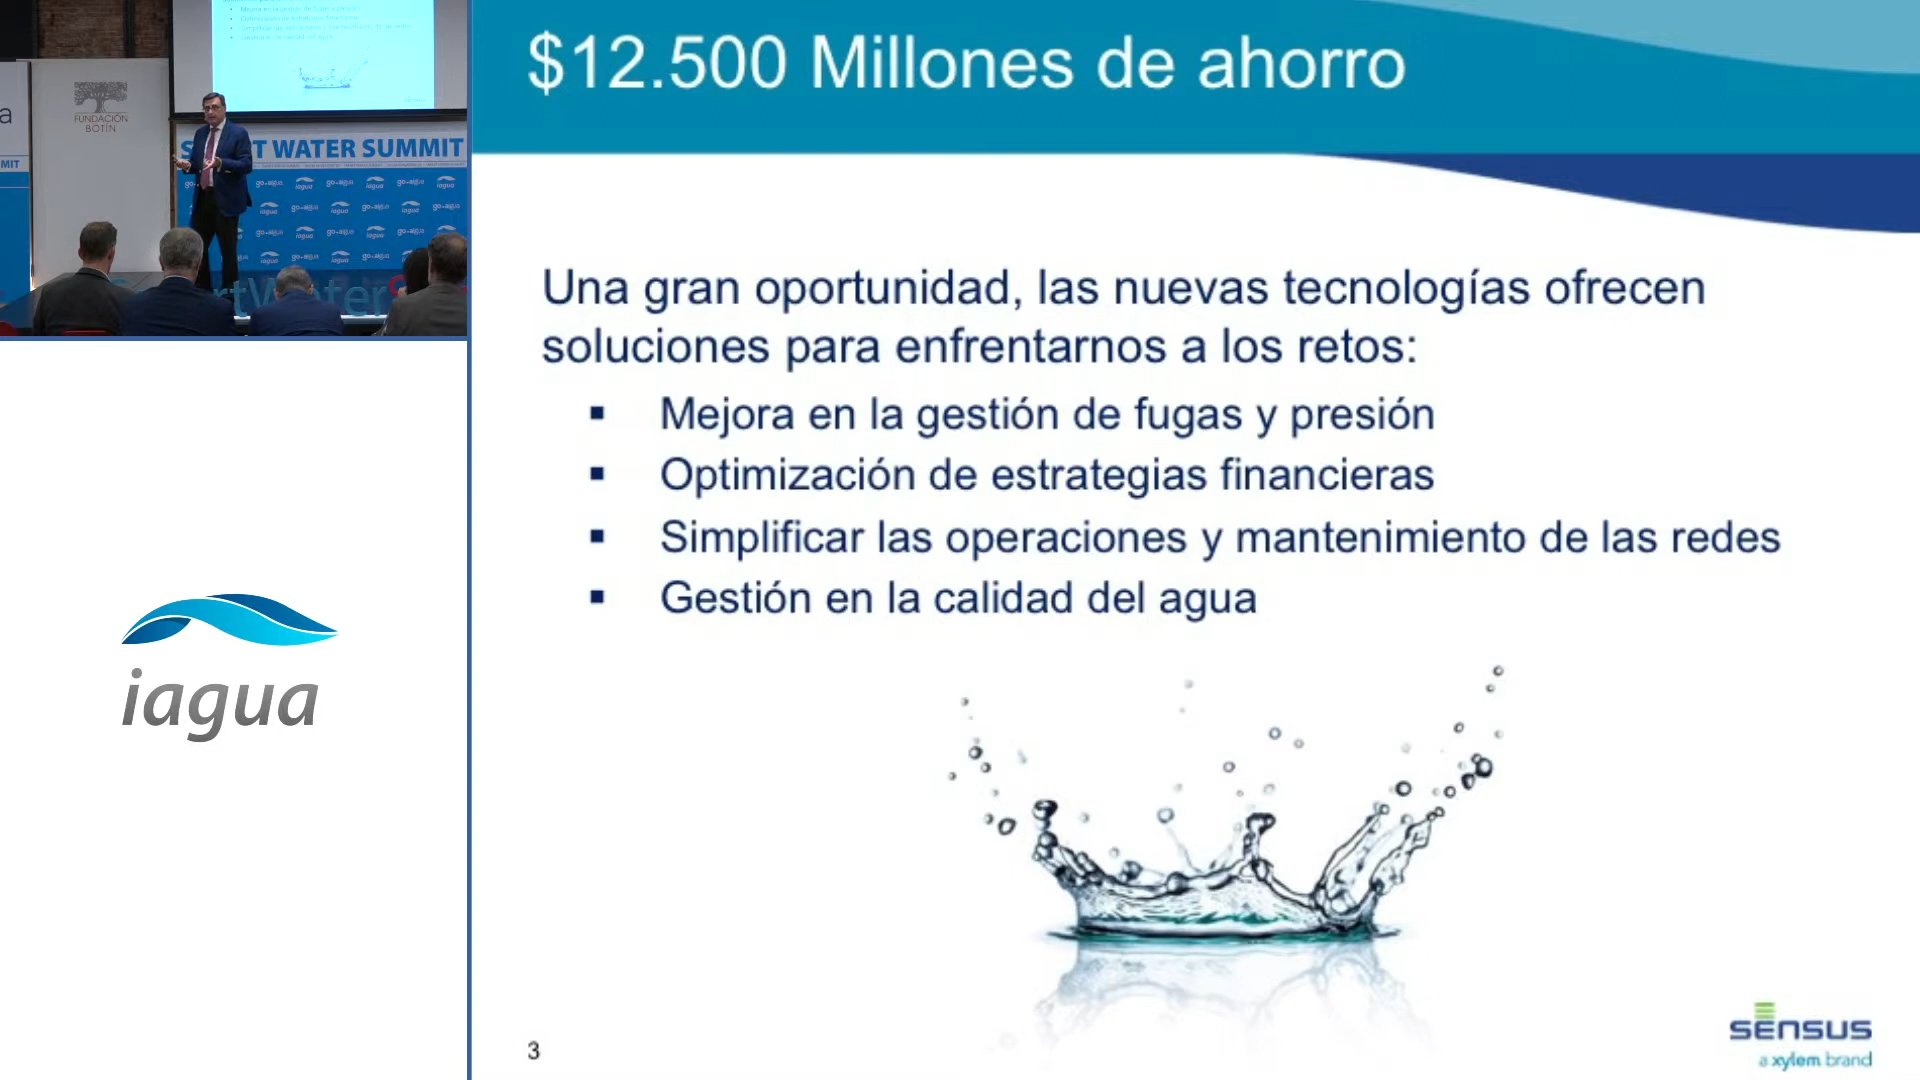 a
MIT
FUNDACIÓN
BOTÍN
T WATER SUMMIT
iagua
$12.500 Millones de ahorro
Una gran oportunidad, las nuevas tecnologías ofrecen
soluciones para enfrentarnos a los retos:
▪ Mejora en la gestión de fugas y presión
▪ Optimización de estrategias financieras
▪ Simplificar las operaciones y mantenimiento de las redes
▪ Gestión en la calidad del agua
3
sensus
a xylem brand